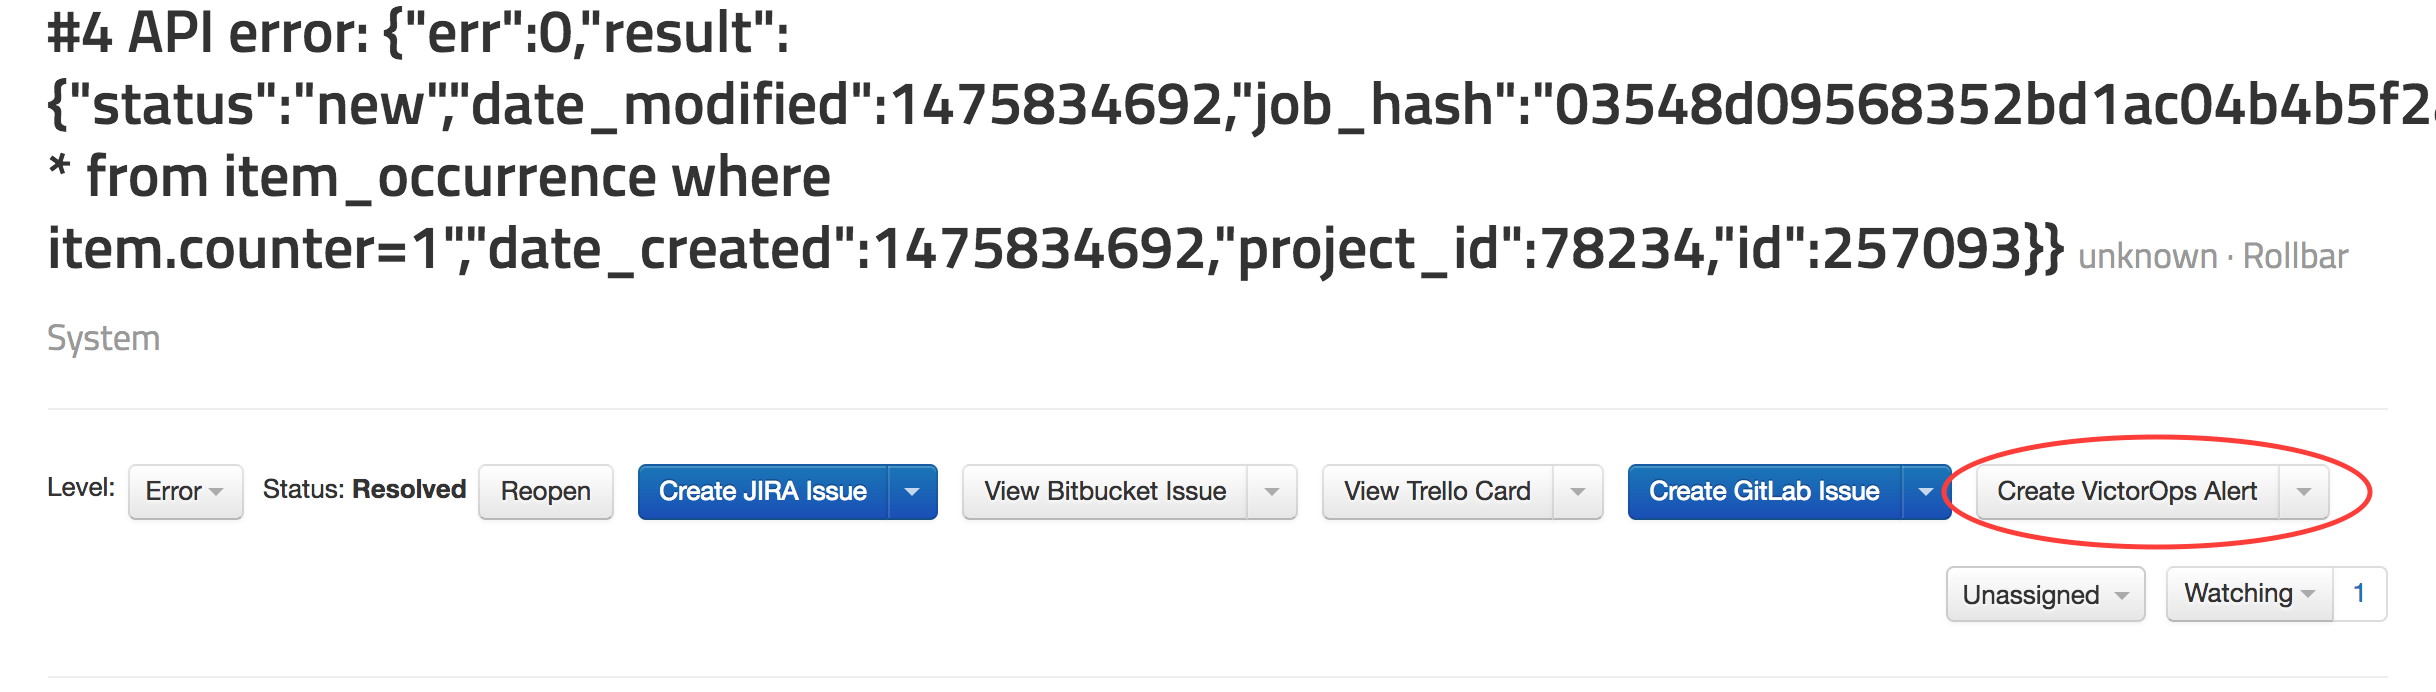 #4 API error: {"err":0,"result":
{"status":"new","date_modified":1475834692,"job_hash":"03548d09568352bd1ac04b4b5f2
* from item_occurrence where
item.counter=1","date_created":1475834692,"project_id":78234,"id":257093}} unknown · Rollbar
System
Level: Error Status: Resolved Reopen Create JIRA Issue View Bitbucket Issue View Trello Card Create GitLab Issue Create VictorOps Alert
Unassigned Watching 1